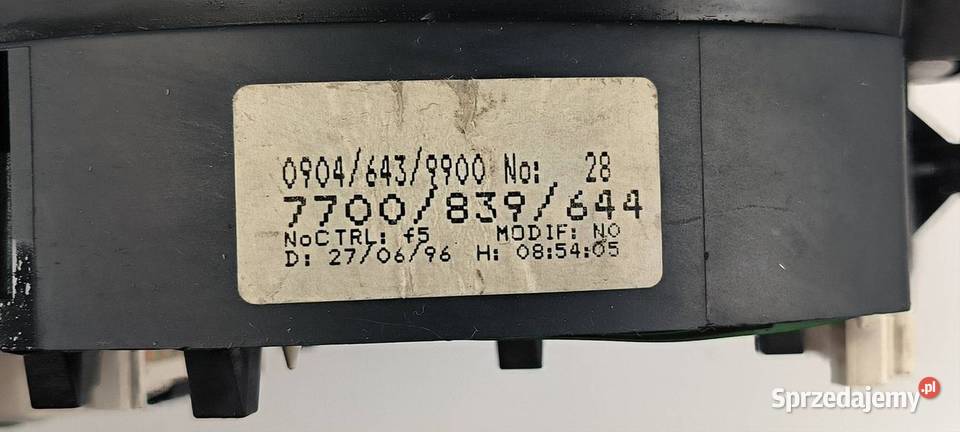 0904/643/9900 No: 28
7700/839/644
NoCTRL: f5 MODIF: NO
D: 27/06/96 H: 08:54:05
Sprzedajemy.pl